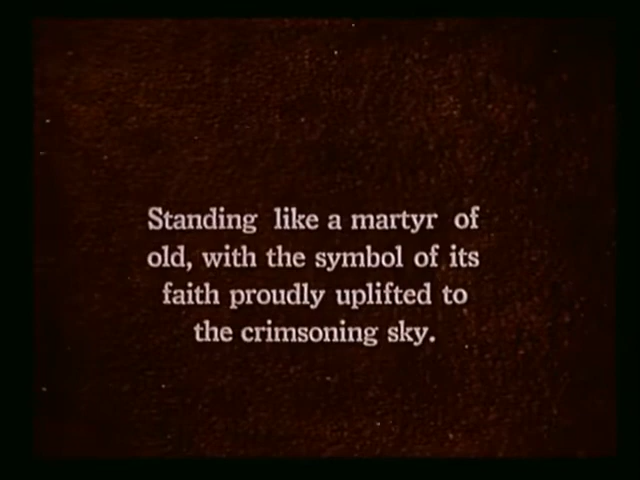 Standing like a martyr of
old, with the symbol of its
faith proudly uplifted to
the crimsoning sky.